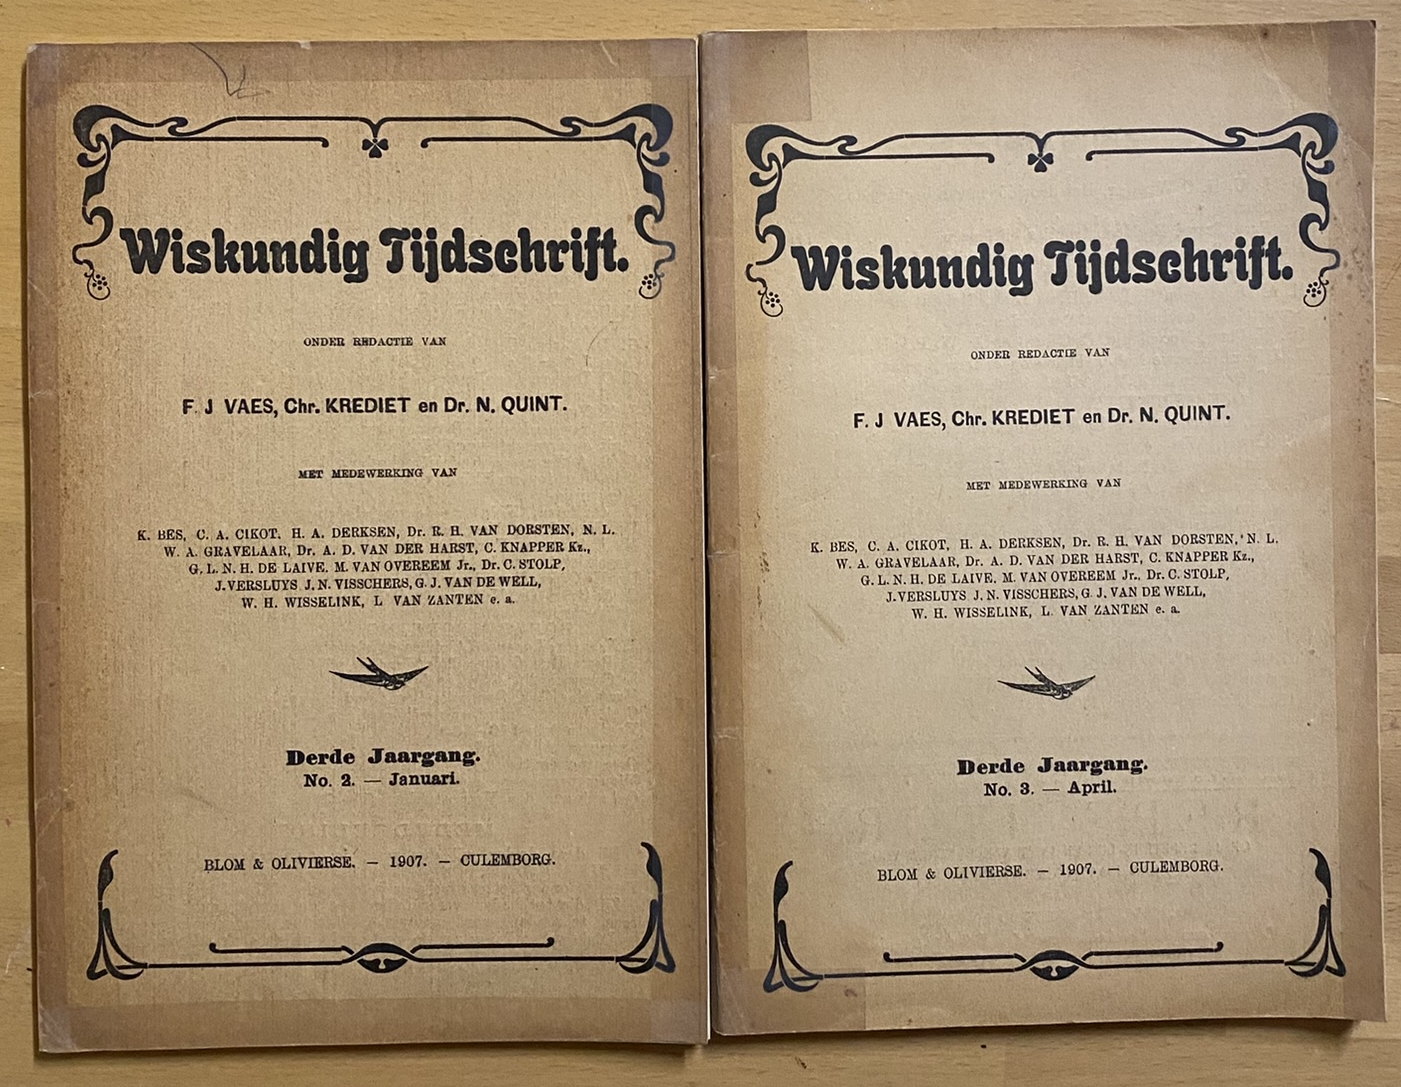 Wiskundig Tijdschrift.
ONDER REDACTIE VAN
F. J VAES, Chr. KREDIET en Dr. N. QUINT.
MET MEDEWERKING VAN
K. BES, C. A. CIKOT. H. A. DERKSEN, Dr. R. H. VAN DORSTEN, N. L.
W. A. GRAVELAAR, Dr. A. D. VAN DER HARST, C. KNAPPER Kz.,
G. L. N. H. DE LAIVE. M. VAN OVEREEM Jr., Dr. C. STOLP,
J. VERSLUYS J. N. VISSCHERS, G. J. VAN DE WELL,
W. H. WISSELINK, L VAN ZANTEN e. a.
Derde Jaargang.
No. 2. — Januari.
BLOM & OLIVIERSE. — 1907. — CULEMBORG.
Wiskundig Tijdschrift.
ONDER REDACTIE VAN
F. J VAES, Chr. KREDIET en Dr. N. QUINT.
MET MEDEWERKING VAN
K. BES, C. A. CIKOT, H. A. DERKSEN, Dr. R. H. VAN DORSTEN, N. L.
W. A. GRAVELAAR, Dr. A. D. VAN DER HARST, C. KNAPPER Kz.,
G. L. N. H. DE LAIVE. M. VAN OVEREEM Jr., Dr. C. STOLP,
J. VERSLUYS J. N. VISSCHERS, G. J. VAN DE WELL,
W. H. WISSELINK, L. VAN ZANTEN e. a.
Derde Jaargang.
No. 3. — April.
BLOM & OLIVIERSE. — 1907. — CULEMBORG.